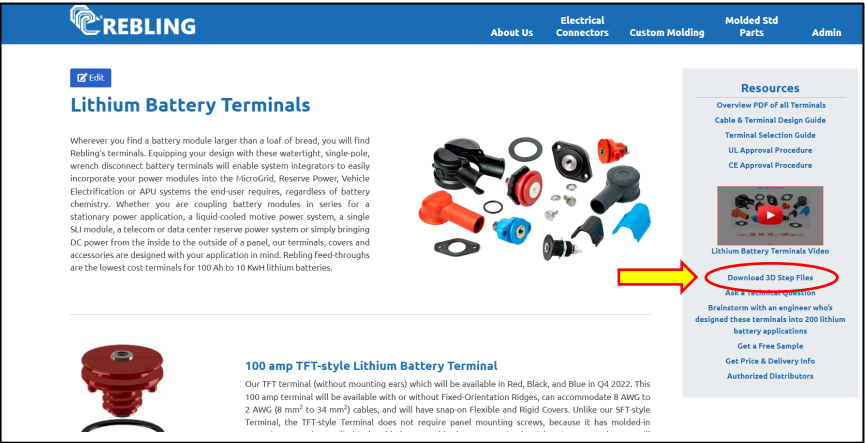 REBLING
About Us
Electrical
Connectors
Custom Molding
Molded Std
Parts
Admin
Edit
Lithium Battery Terminals
Wherever you find a battery module larger than a loaf of bread, you will find
Rebling's terminals. Equipping your design with these watertight, single-pole,
wrench disconnect battery terminals will enable system integrators to easily
incorporate your power modules into the MicroGrid, Reserve Power, Vehicle
Electrification or APU systems the end-user requires, regardless of battery
chemistry. Whether you are coupling battery modules in series for a
stationary power application, a liquid-cooled motive power system, a single
SLI module, a telecom or data center reserve power system or simply bringing
DC power from the inside to the outside of a panel, our terminals, covers and
accessories are designed with your application in mind. Rebling feed-throughs
are the lowest cost terminals for 100 Ah to 10 KwH lithium batteries.
Resources
Overview PDF of all Terminals
Cable & Terminal Design Guide
Terminal Selection Guide
UL Approval Procedure
CE Approval Procedure
Lithium Battery Terminals Video
Download 3D Step Files
Ask a Technical Question
Brainstorm with an engineer who's
designed these terminals into 200 lithium
battery applications
Get a Free Sample
Get Price & Delivery Info
Authorized Distributors
100 amp TFT-style Lithium Battery Terminal
Our TFT terminal (without mounting ears) which will be available in Red, Black, and Blue in Q4 2022. This
100 amp terminal will be available with or without Fixed-Orientation Ridges, can accommodate 8 AWG to
2 AWG (8 mm² to 34 mm²) cables, and will have snap-on Flexible and Rigid Covers. Unlike our SFT-style
Terminal, the TFT-style Terminal does not require panel mounting screws, because it has molded-in